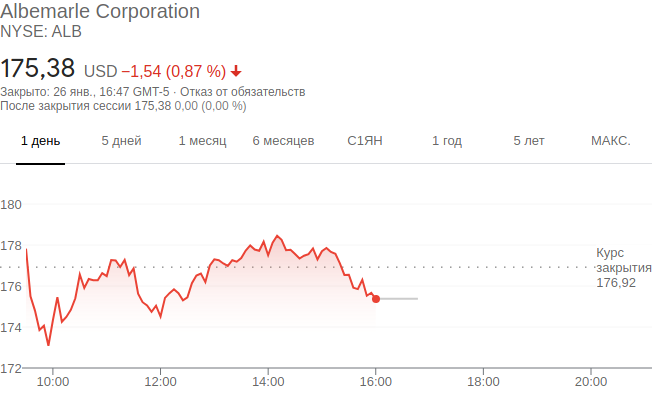 Albemarle Corporation
NYSE: ALB
175,38 USD −1,54 (0,87 %)
Закрыто: 26 янв., 16:47 GMT-5 · Отказ от обязательств
После закрытия сессии 175,38 0,00 (0,00 %)
1 день 5 дней 1 месяц 6 месяцев С1ЯН 1 год 5 лет МАКС.
180
178
176
174
172
Курс
закрытия
176,92
10:00 12:00 14:00 16:00 18:00 20:00